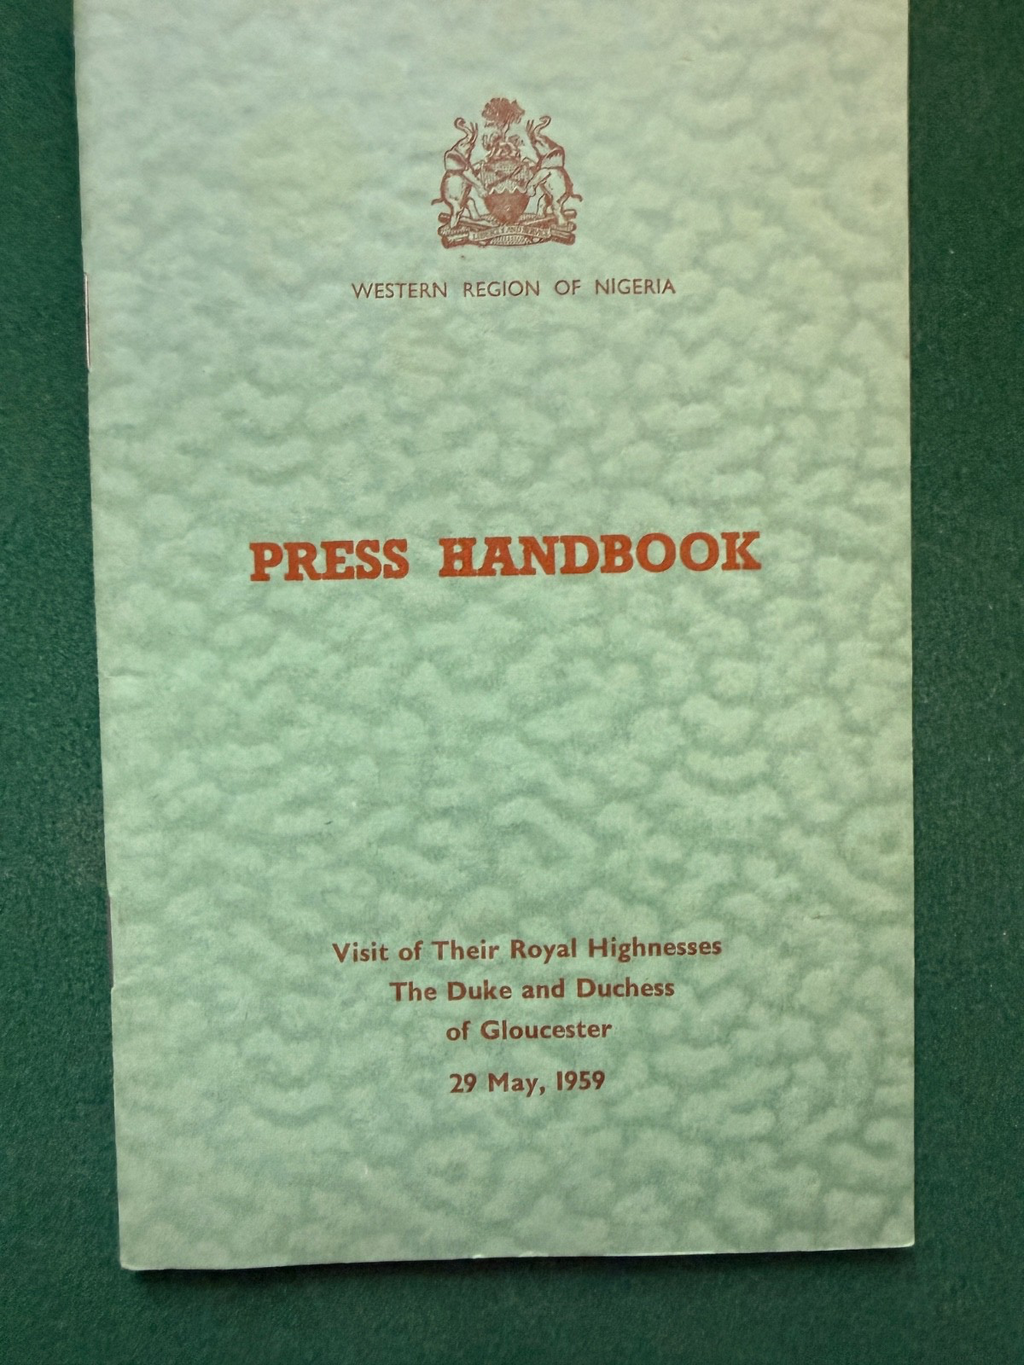 WESTERN REGION OF NIGERIA
PRESS HANDBOOK
Visit of Their Royal Highnesses
The Duke and Duchess
of Gloucester
29 May, 1959